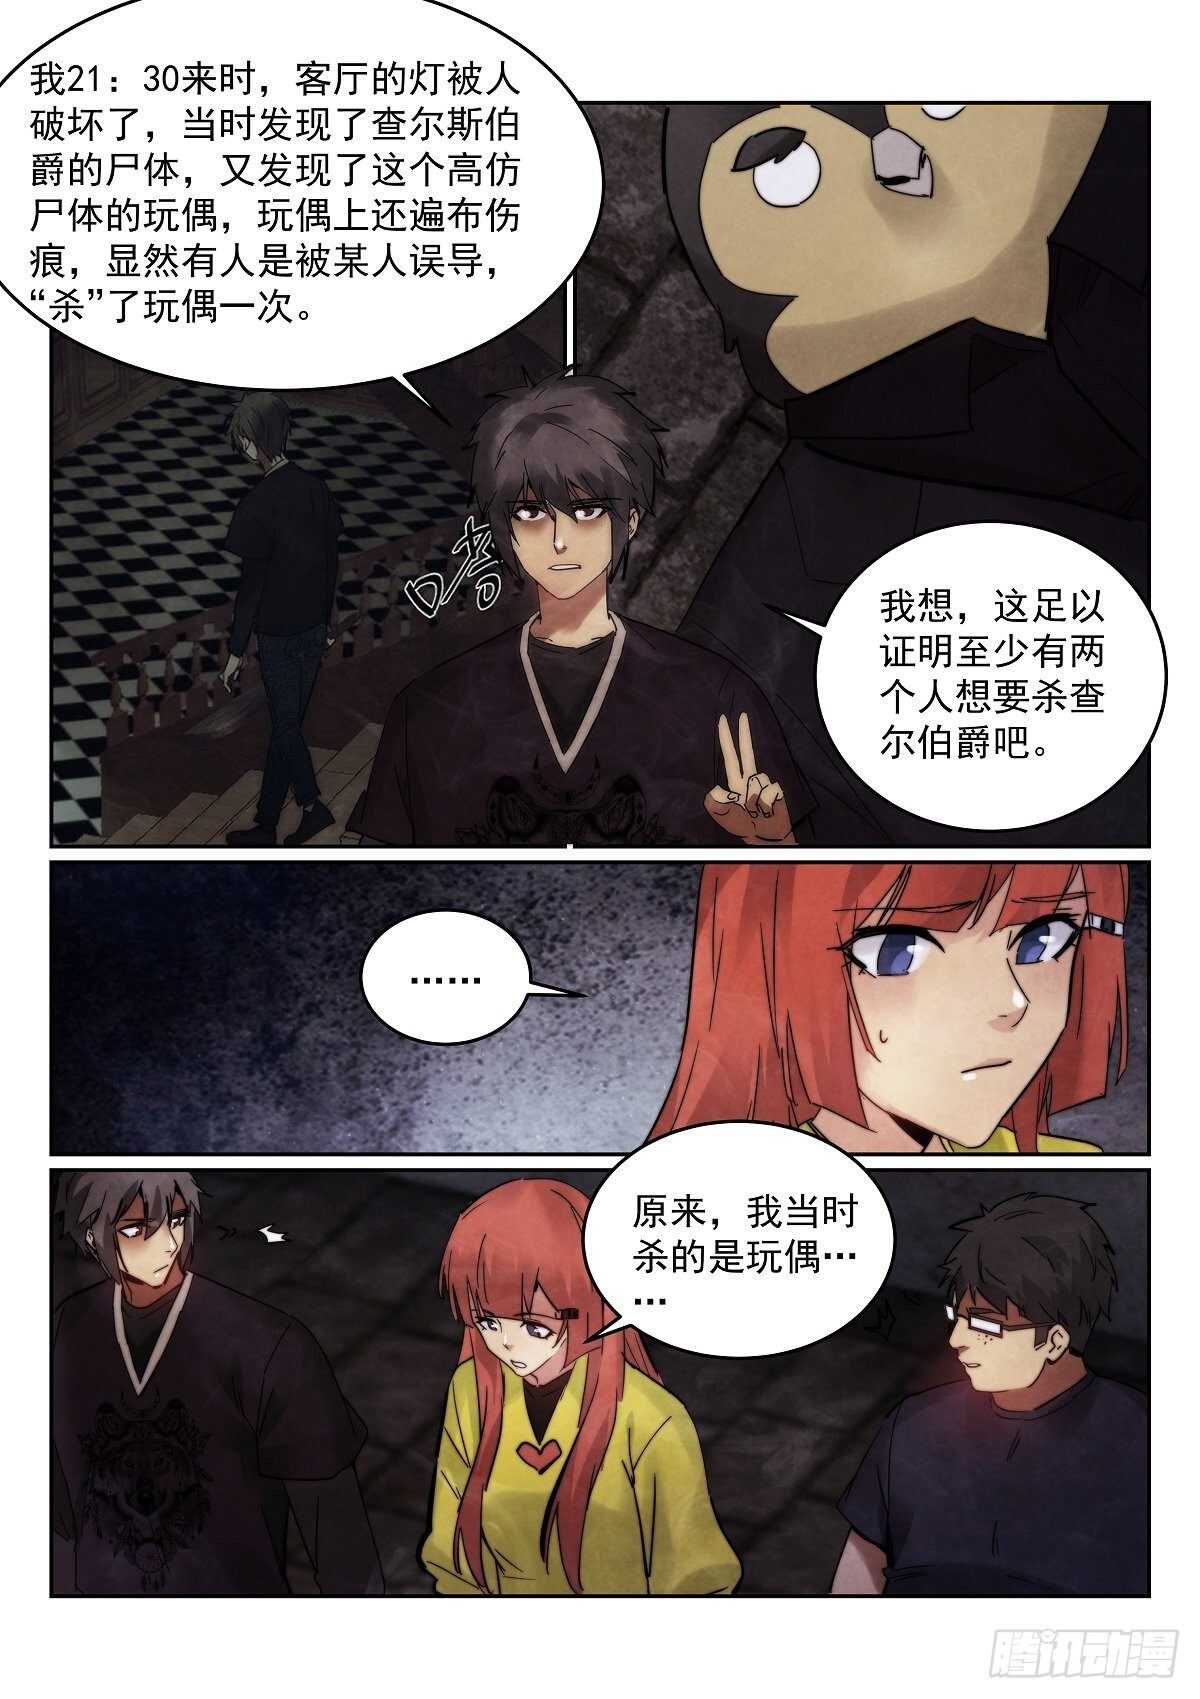 我21：30来时，客厅的灯被人
破坏了，当时发现了查尔斯伯
爵的尸体，又发现了这个高仿
尸体的玩偶，玩偶上还遍布伤
痕，显然有人是被某人误导，
“杀”了玩偶一次。
嗒
我想，这足以
证明至少有两
个人想要杀查
尔伯爵吧。
……
原来，我当时
杀的是玩偶…
…
腾讯动漫